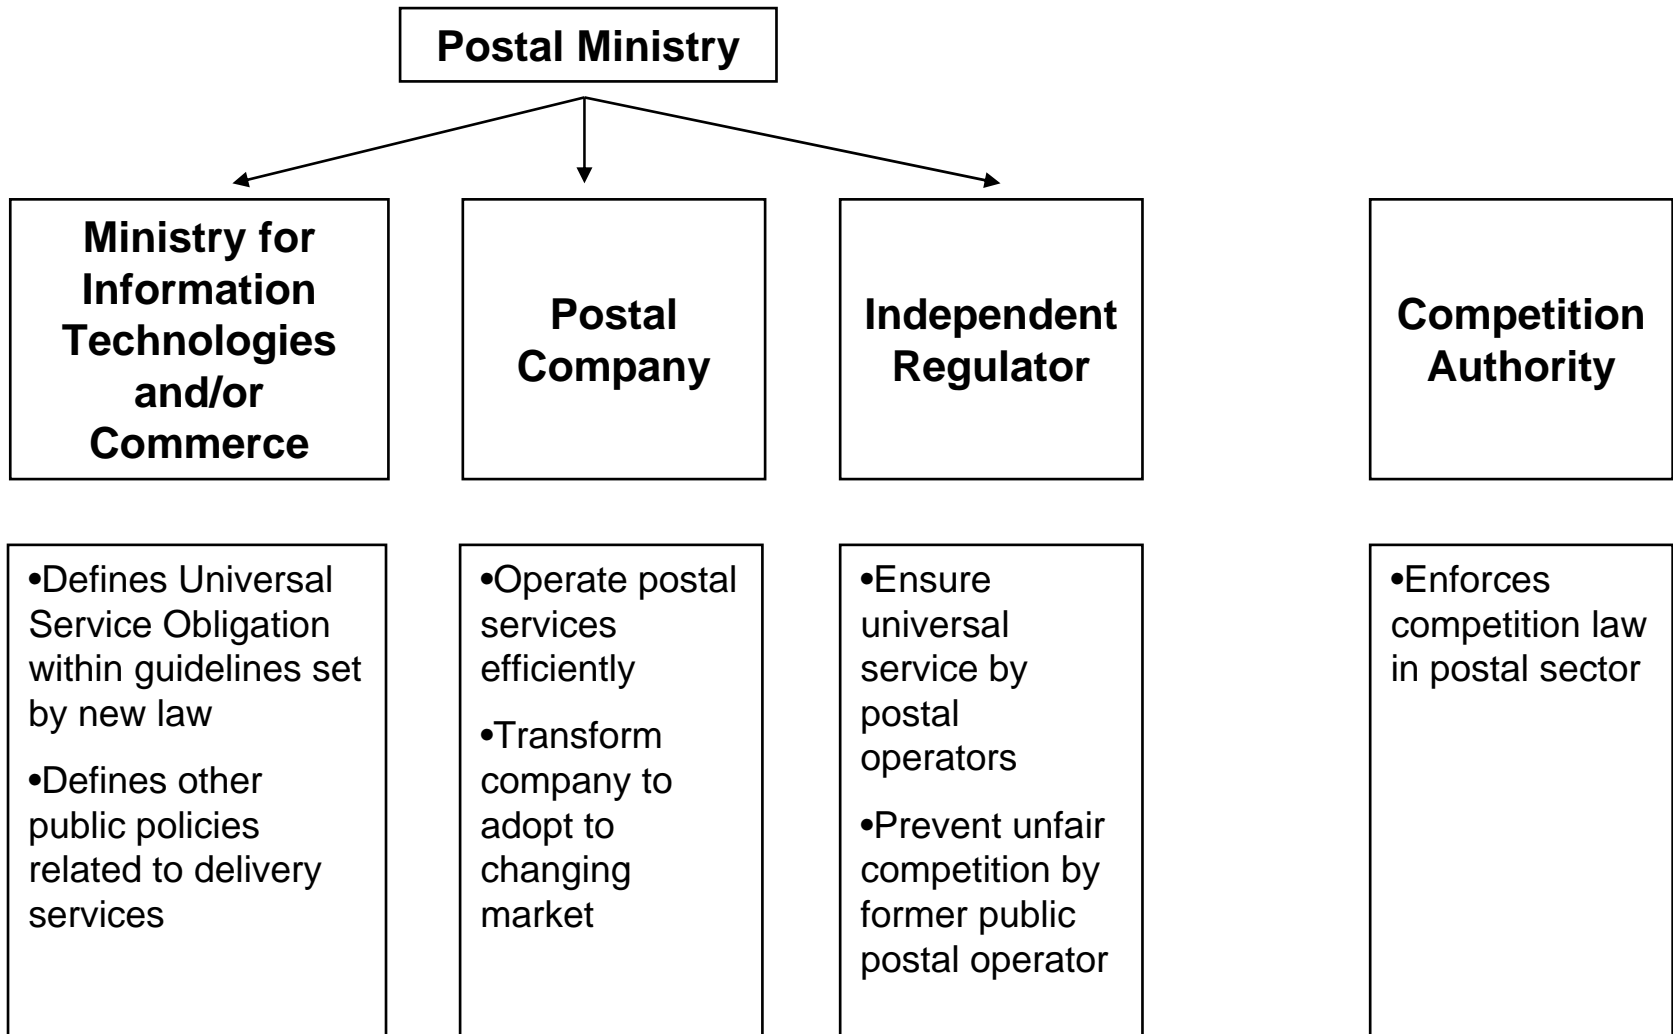 Postal Ministry
Ministry for
Information
Technologies
and/or
Commerce
Postal
Company
Independent
Regulator
Competition
Authority
•Defines Universal
Service Obligation
within guidelines set
by new law
•Defines other
public policies
related to delivery
services
•Operate postal
services
efficiently
•Transform
company to
adopt to
changing
market
•Ensure
universal
service by
postal
operators
•Prevent unfair
competition by
former public
postal operator
•Enforces
competition law
in postal sector